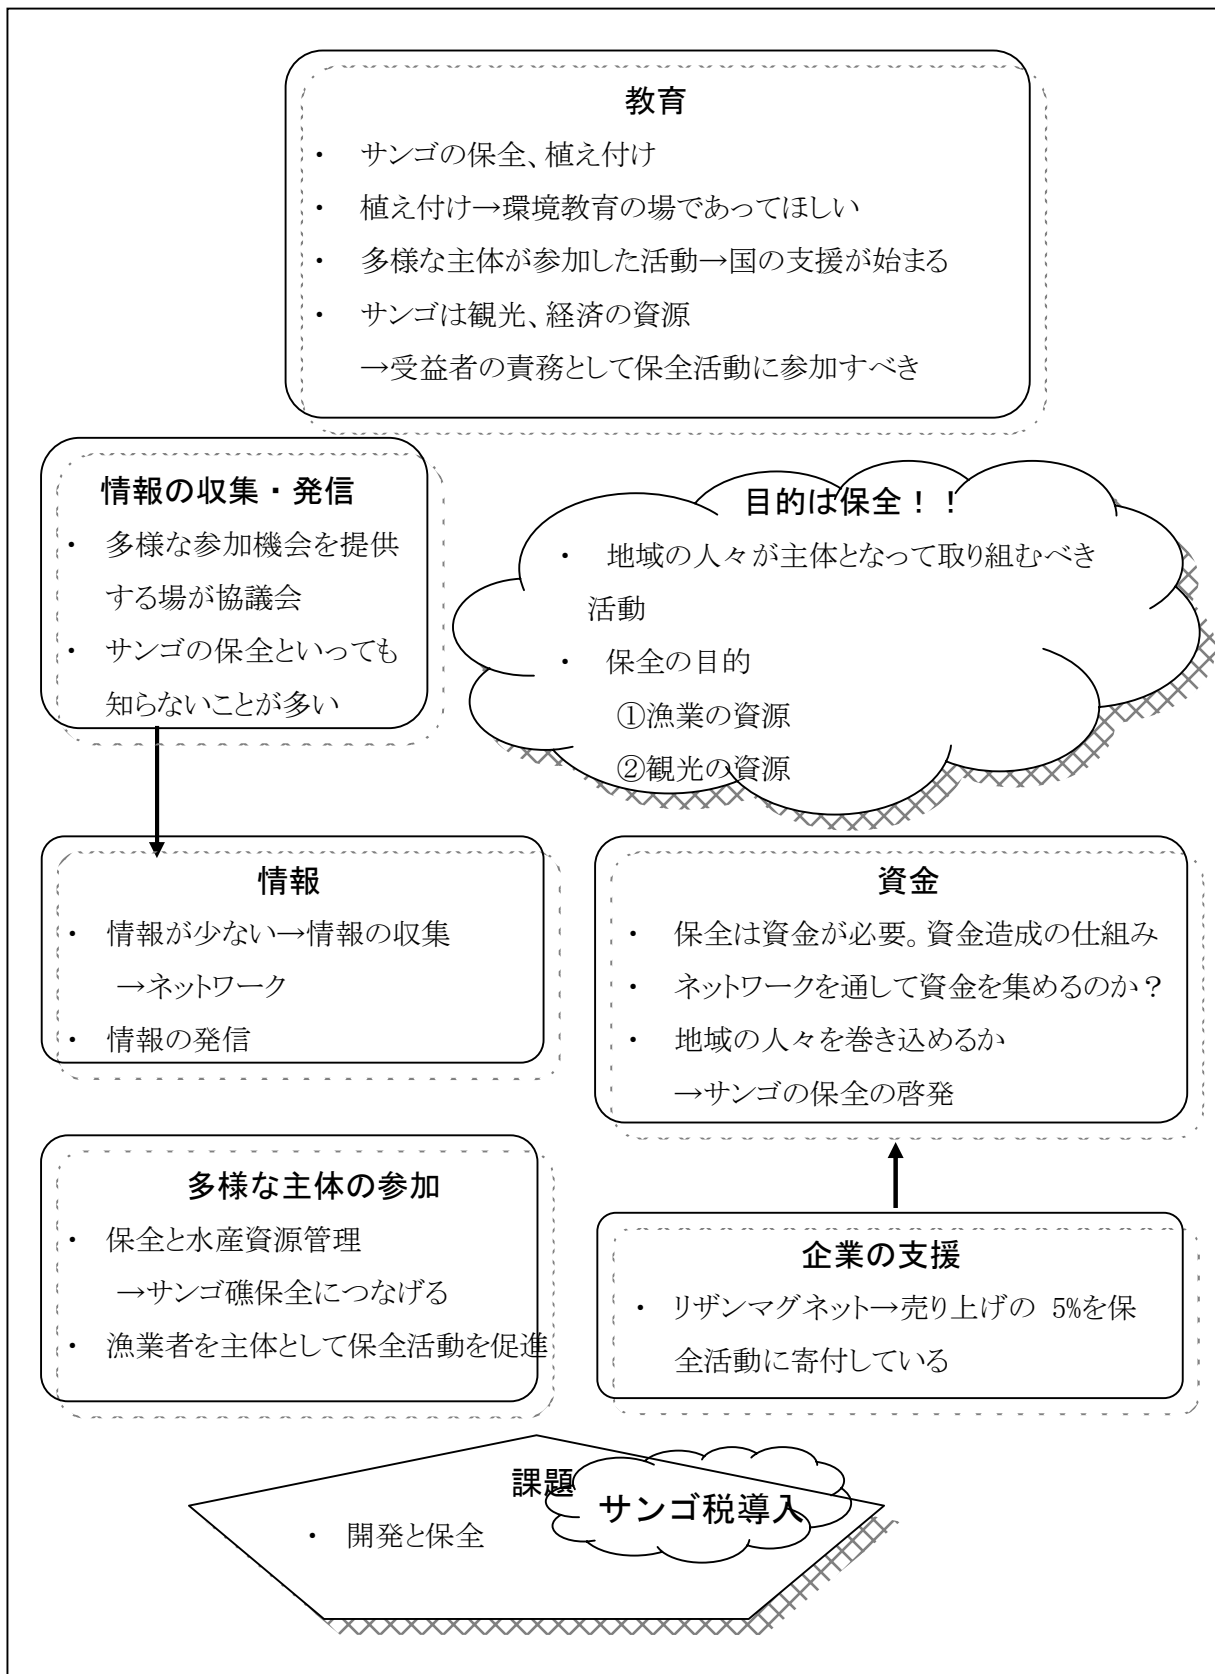 教育
・ サンゴの保全、植え付け
・ 植え付け→環境教育の場であってほしい
・ 多様な主体が参加した活動→国の支援が始まる
・ サンゴは観光、経済の資源
→受益者の責務として保全活動に参加すべき
情報の収集・発信
・ 多様な参加機会を提供
する場が協議会
・ サンゴの保全といっても
知らないことが多い
目的は保全！！
・ 地域の人々が主体となって取り組むべき
活動
・ 保全の目的
①漁業の資源
②観光の資源
情報
・ 情報が少ない→情報の収集
→ネットワーク
・ 情報の発信
資金
・ 保全は資金が必要。資金造成の仕組み
・ ネットワークを通して資金を集めるのか？
・ 地域の人々を巻き込めるか
→サンゴの保全の啓発
多様な主体の参加
・ 保全と水産資源管理
→サンゴ礁保全につなげる
・ 漁業者を主体として保全活動を促進
企業の支援
・ リザンマグネット→売り上げの 5%を保
全活動に寄付している
課題
サンゴ税導入
・ 開発と保全